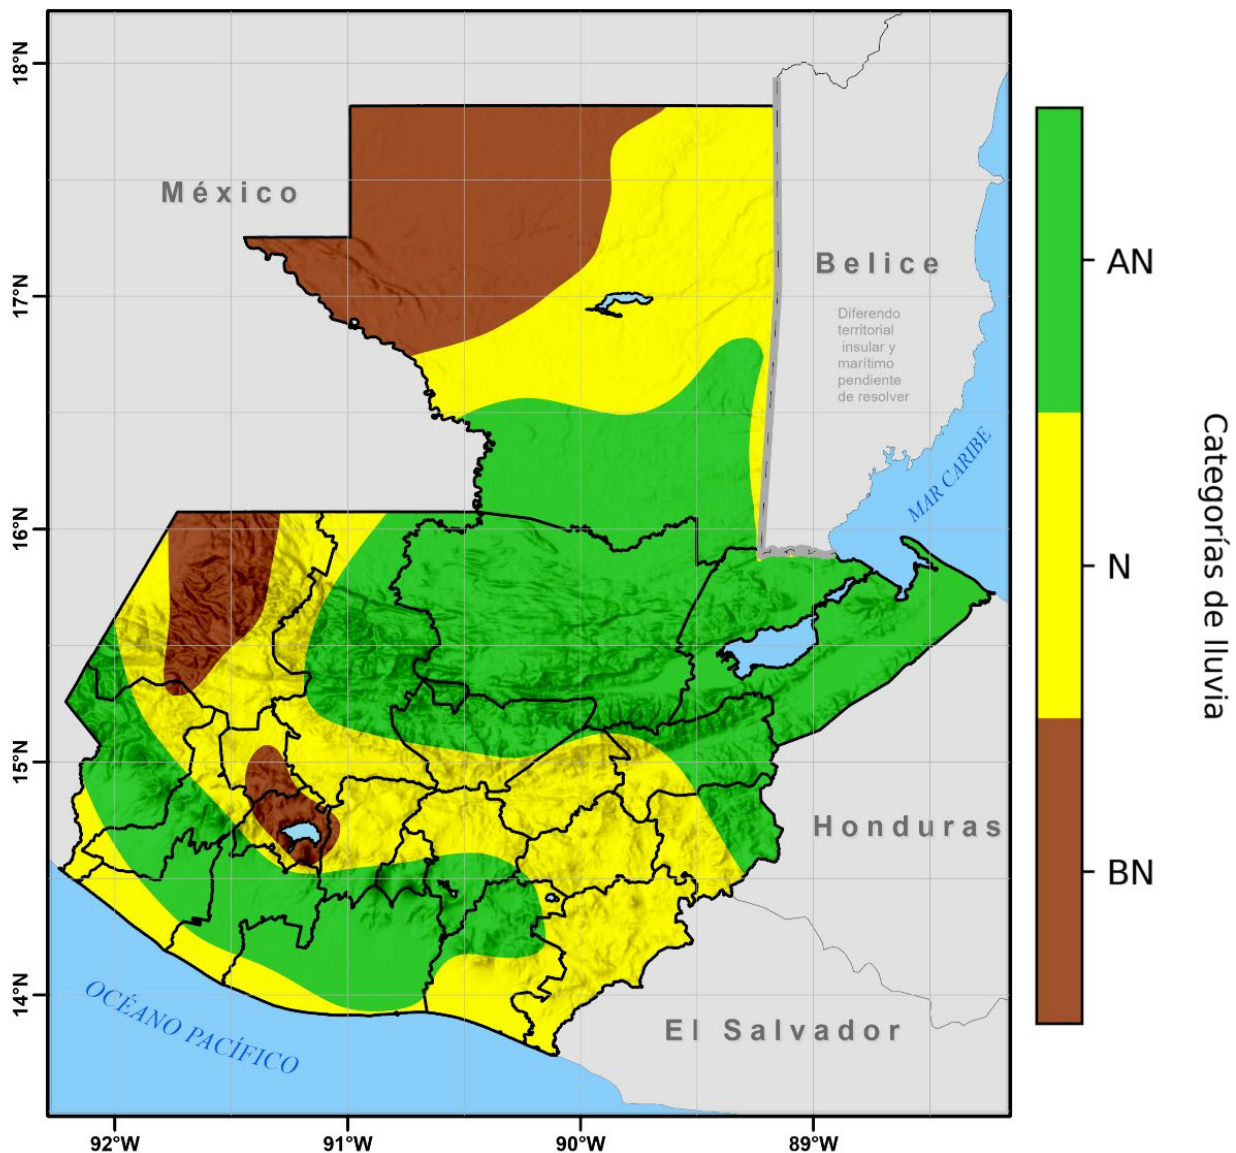 18°N
17°N
16°N
15°N
14°N
92°W
91°W
90°W
89°W
México
Belice
Diferendo
territorial
insular y
marítimo
pendiente
de resolver
MAR CARIBE
Honduras
El Salvador
OCÉANO PACÍFICO
AN
N
BN
Categorías de lluvia